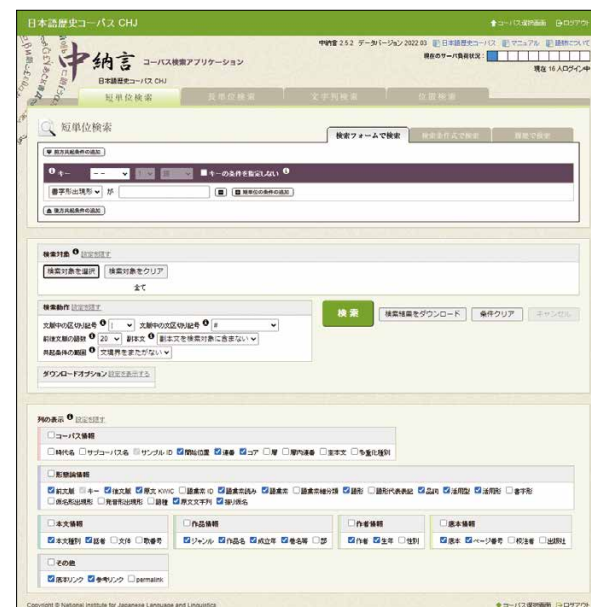 日本語歴史コーパス CHJ
コーパス選択画面 ログアウト
中納言 コーパス検索アプリケーション
日本語歴史コーパス CHJ
中納言 2.5.2 データバージョン 2022.03 日本語歴史コーパス マニュアル 語種について
現在のサーバ負荷状況:
現在 16 人ログイン中
短単位検索 長単位検索 文字列検索 位置検索
短単位検索
検索フォームで検索 検索条件式で検索 履歴で検索
前方共起条件の追加
キー -- キーの条件を指定しない
書字形出現形 が 短単位の条件の追加
後方共起条件の追加
検索対象 設定を隠す
検索対象を選択 検索対象をクリア
全て
検索動作 設定を隠す
文脈中の区切り記号 | 文脈中の文区切り記号 #
前後文脈の語数 20 副本文 副本文を検索対象に含まない
共起条件の範囲 文境界をまたがない
検索 検索結果をダウンロード 条件クリア キャンセル
ダウンロードオプション 設定を表示する
列の表示 設定を隠す
コーパス情報
時代名 サブコーパス名 サンプル ID 開始位置 連番 コア 層 層内連番 主本文 多重化種別
形態論情報
前文脈 キー 後文脈 原文 KWIC 語彙素 ID 語彙素読み 語彙素 語彙素細分類 語形 語形代表表記 品詞 活用型 活用形 書字形
仮名形出現形 発音形出現形 語種 原文文字列 振り仮名
本文情報 作品情報 作者情報 底本情報
本文種別 話者 文体 歌番号 ジャンル 作品名 成立年 巻名等 部 作者 生年 性別 底本 ページ番号 校注者 出版社
その他
底本リンク 参考リンク permalink
Copyright © National Institute for Japanese Language and Linguistics
コーパス選択画面 ログアウト